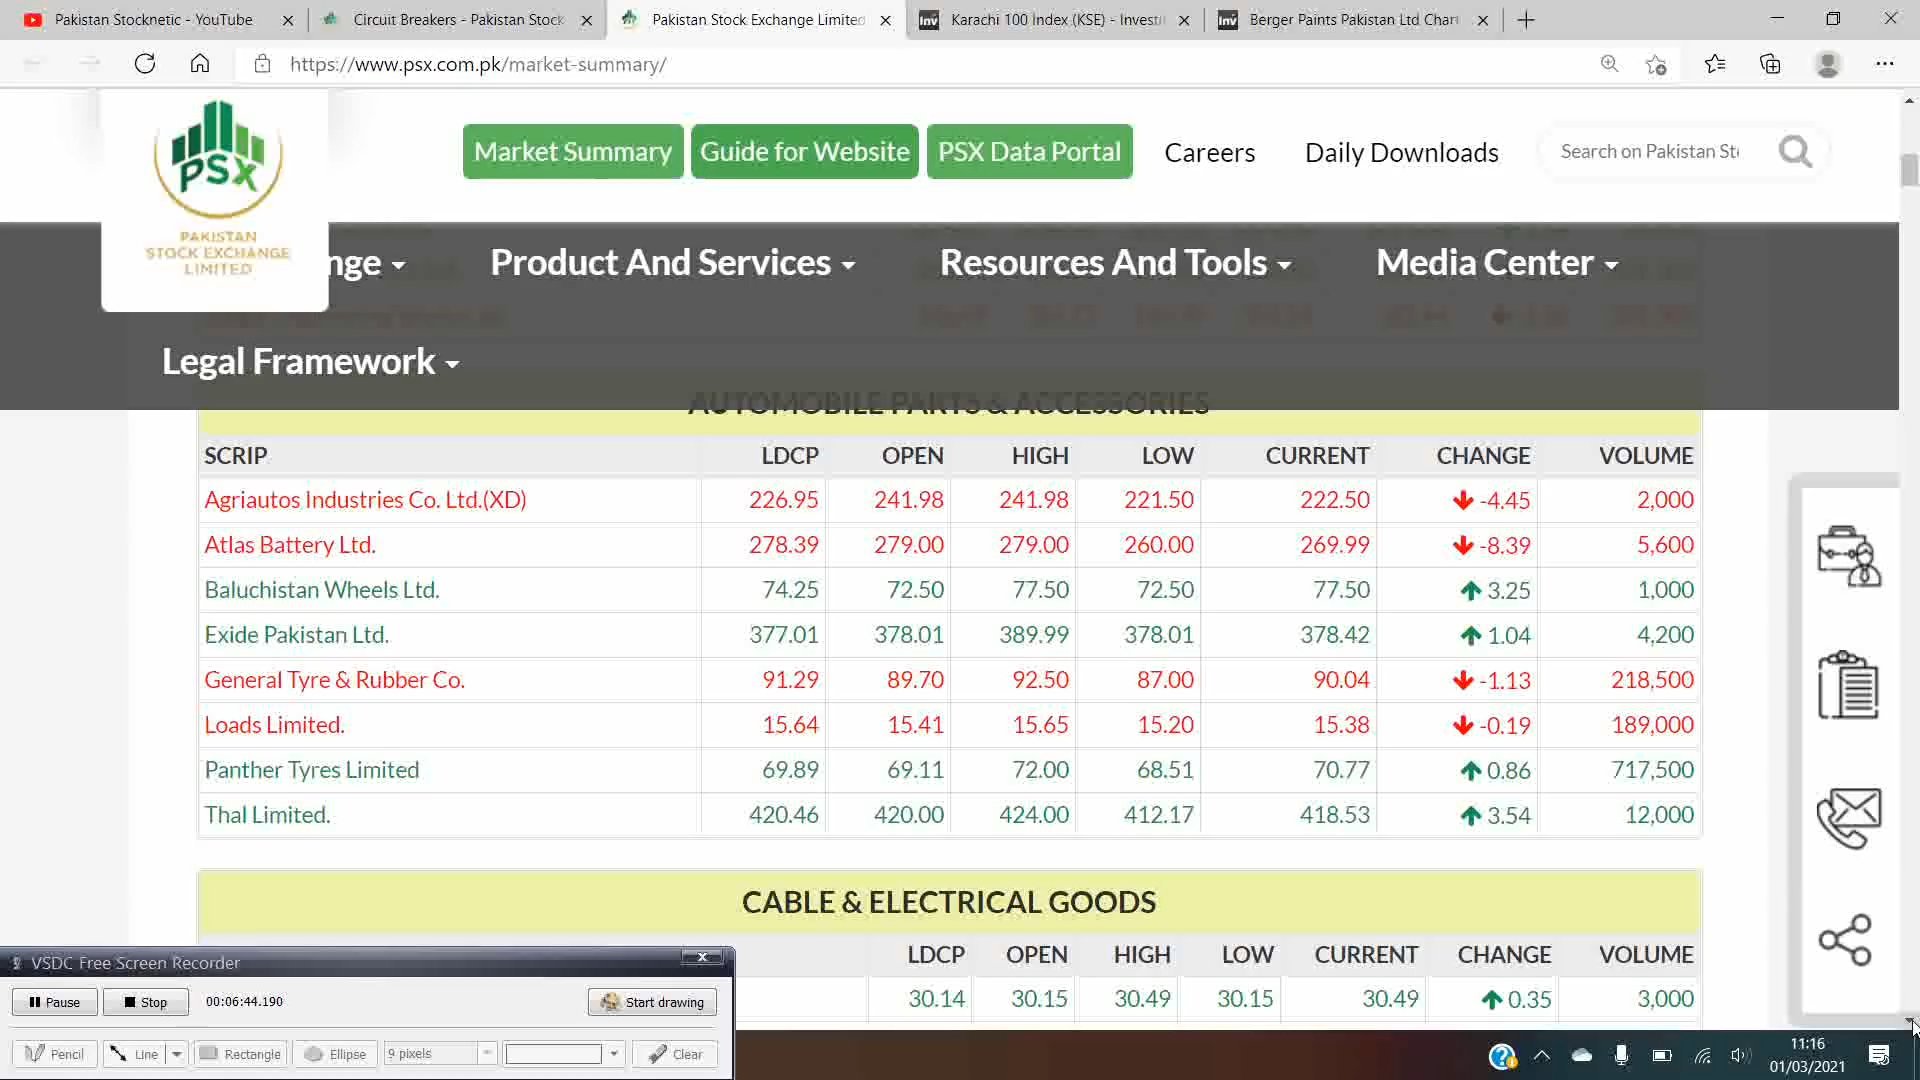 Pakistan Stocknetic - YouTube
Circuit Breakers - Pakistan Stock
Pakistan Stock Exchange Limited
Karachi 100 Index (KSE) - Investi
Berger Paints Pakistan Ltd Chart
https://www.psx.com.pk/market-summary/
PSX
PAKISTAN
STOCK EXCHANGE
LIMITED
Market Summary
Guide for Website
PSX Data Portal
Careers
Daily Downloads
Search on Pakistan St
nge
Product And Services
Resources And Tools
Media Center
Legal Framework
AUTOMOBILE PARTS & ACCESSORIES
SCRIP LDCP OPEN HIGH LOW CURRENT CHANGE VOLUME
Agriautos Industries Co. Ltd.(XD) 226.95 241.98 241.98 221.50 222.50 -4.45 2,000
Atlas Battery Ltd. 278.39 279.00 279.00 260.00 269.99 -8.39 5,600
Baluchistan Wheels Ltd. 74.25 72.50 77.50 72.50 77.50 3.25 1,000
Exide Pakistan Ltd. 377.01 378.01 389.99 378.01 378.42 1.04 4,200
General Tyre & Rubber Co. 91.29 89.70 92.50 87.00 90.04 -1.13 218,500
Loads Limited. 15.64 15.41 15.65 15.20 15.38 -0.19 189,000
Panther Tyres Limited 69.89 69.11 72.00 68.51 70.77 0.86 717,500
Thal Limited. 420.46 420.00 424.00 412.17 418.53 3.54 12,000
CABLE & ELECTRICAL GOODS
LDCP OPEN HIGH LOW CURRENT CHANGE VOLUME
30.14 30.15 30.49 30.15 30.49 0.35 3,000
VSDC Free Screen Recorder
Pause Stop 00:06:44.190 Start drawing
Pencil Line Rectangle Ellipse 9 pixels Clear
11:16
01/03/2021